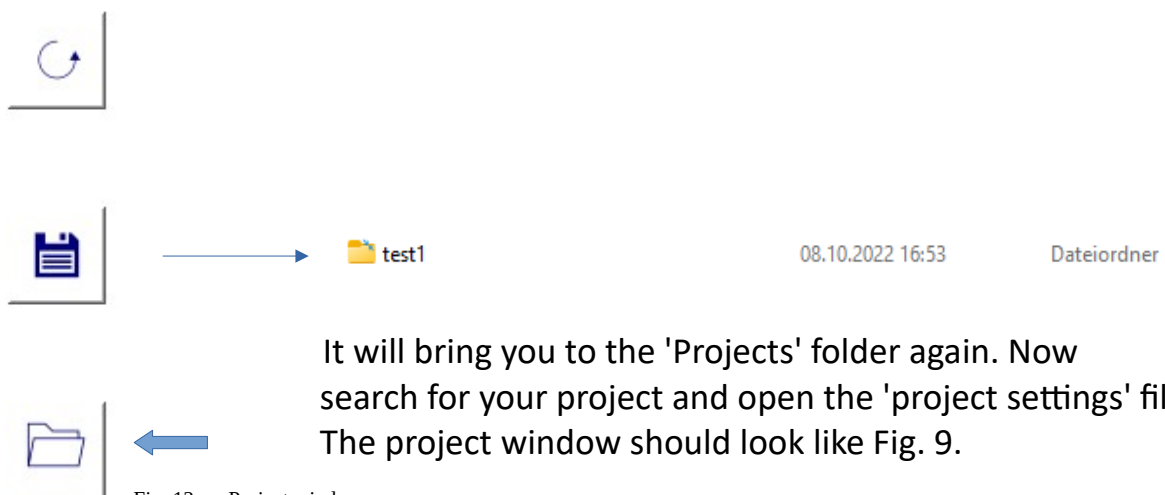 test1 08.10.2022 16:53 Dateiordner
It will bring you to the 'Projects' folder again. Now
search for your project and open the 'project settings' fil
The project window should look like Fig. 9.